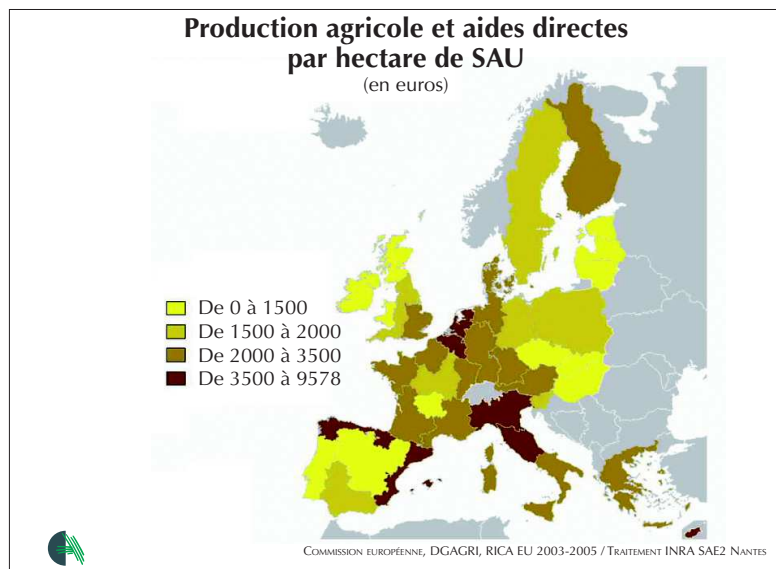 Production agricole et aides directes
par hectare de SAU
(en euros)
De 0 à 1500
De 1500 à 2000
De 2000 à 3500
De 3500 à 9578
Commission européenne, DGAGRI, RICA EU 2003-2005 / Traitement INRA SAE2 Nantes